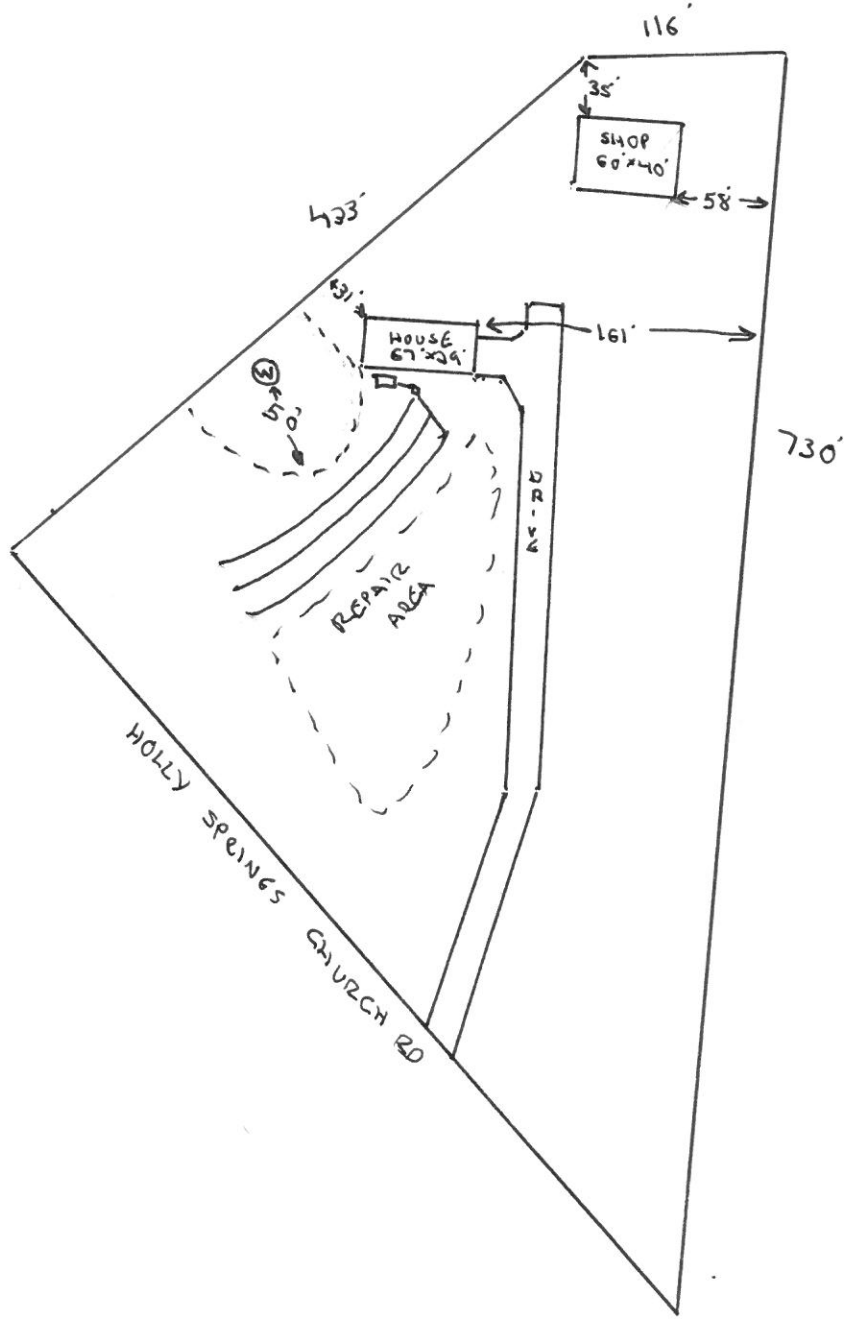 116'
35'
SHOP
60'x40'
58'
423'
31'
HOUSE
67'x29'
161'
W
50'
730'
DRIVE
REPAIR
AREA
HOLLY SPRINGS CHURCH RD